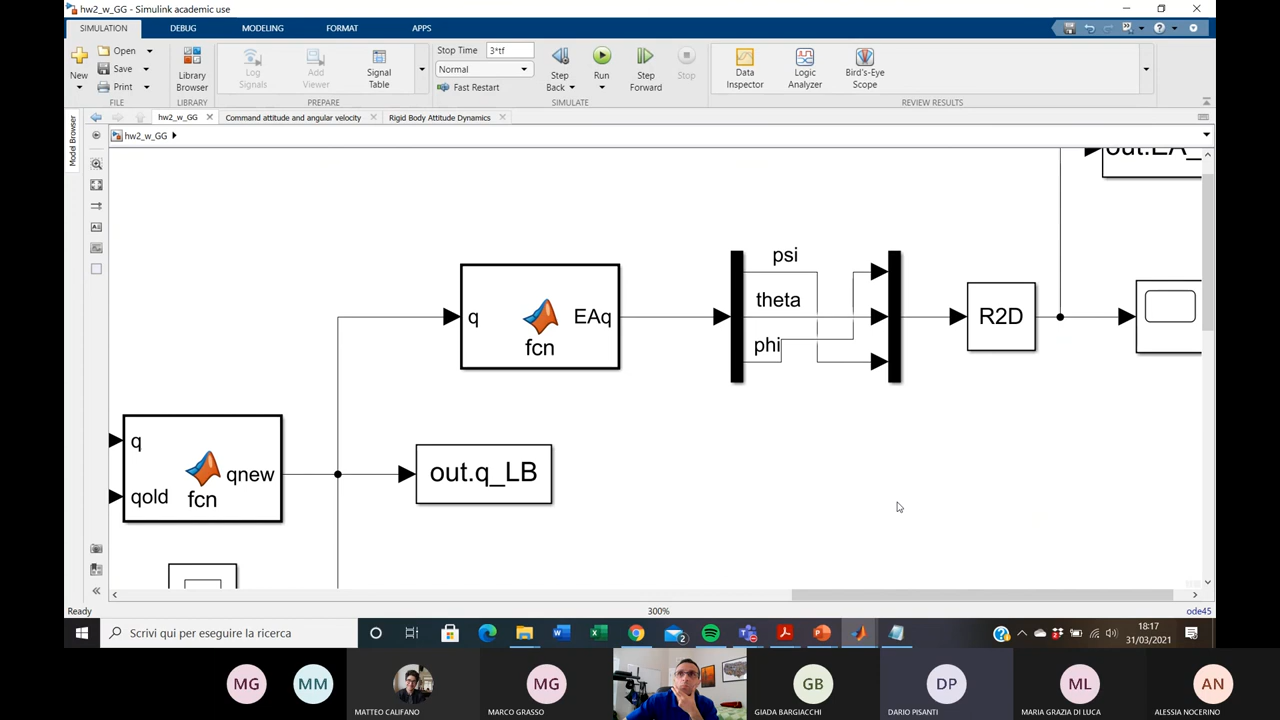 hw2_w_GG - Simulink academic use
SIMULATION DEBUG MODELING FORMAT APPS
New
Open
Save
Print
FILE
Library Browser
LIBRARY
Log Signals
Add Viewer
Signal Table
PREPARE
Stop Time 3*tf
Normal
Fast Restart
Step Back
Run
Step Forward
Stop
SIMULATE
Data Inspector
Logic Analyzer
Bird's-Eye Scope
REVIEW RESULTS
hw2_w_GG Command attitude and angular velocity Rigid Body Attitude Dynamics
Model Browser
hw2_w_GG
out.EA_
psi
theta
phi
q
EAq
fcn
R2D
q
qold
qnew
fcn
out.q_LB
Ready 300% ode45
Scrivi qui per eseguire la ricerca
2
18:17
31/03/2021
MG
MM
MATTEO CALIFANO
MG
MARCO GRASSO
GB
GIADA BARGIACCHI
DP
DARIO PISANTI
ML
MARIA GRAZIA DI LUCA
AN
ALESSIA NOCERINO